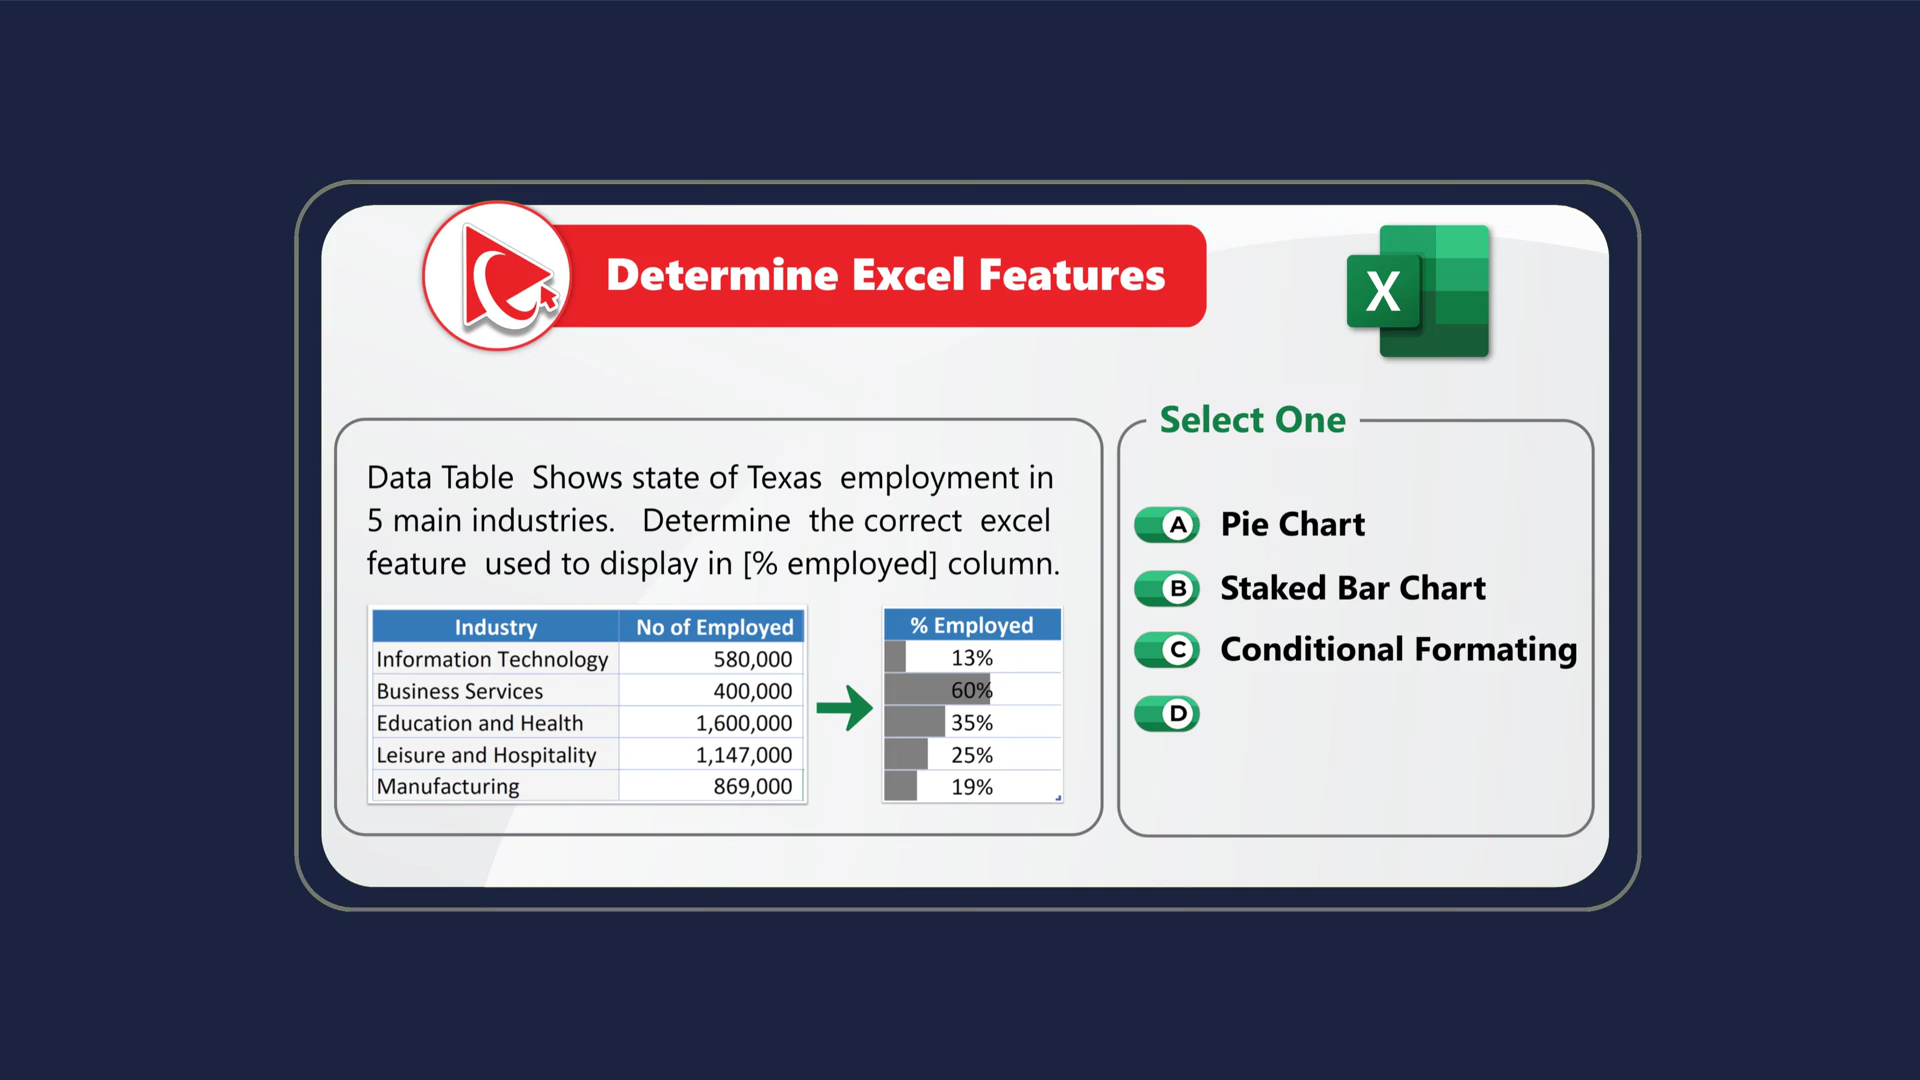 Determine Excel Features
X
Data Table Shows state of Texas employment in
5 main industries. Determine the correct excel
feature used to display in [% employed] column.
Industry No of Employed
Information Technology 580,000
Business Services 400,000
Education and Health 1,600,000
Leisure and Hospitality 1,147,000
Manufacturing 869,000
% Employed
13%
60%
35%
25%
19%
Select One
A Pie Chart
B Staked Bar Chart
C Conditional Formating
D